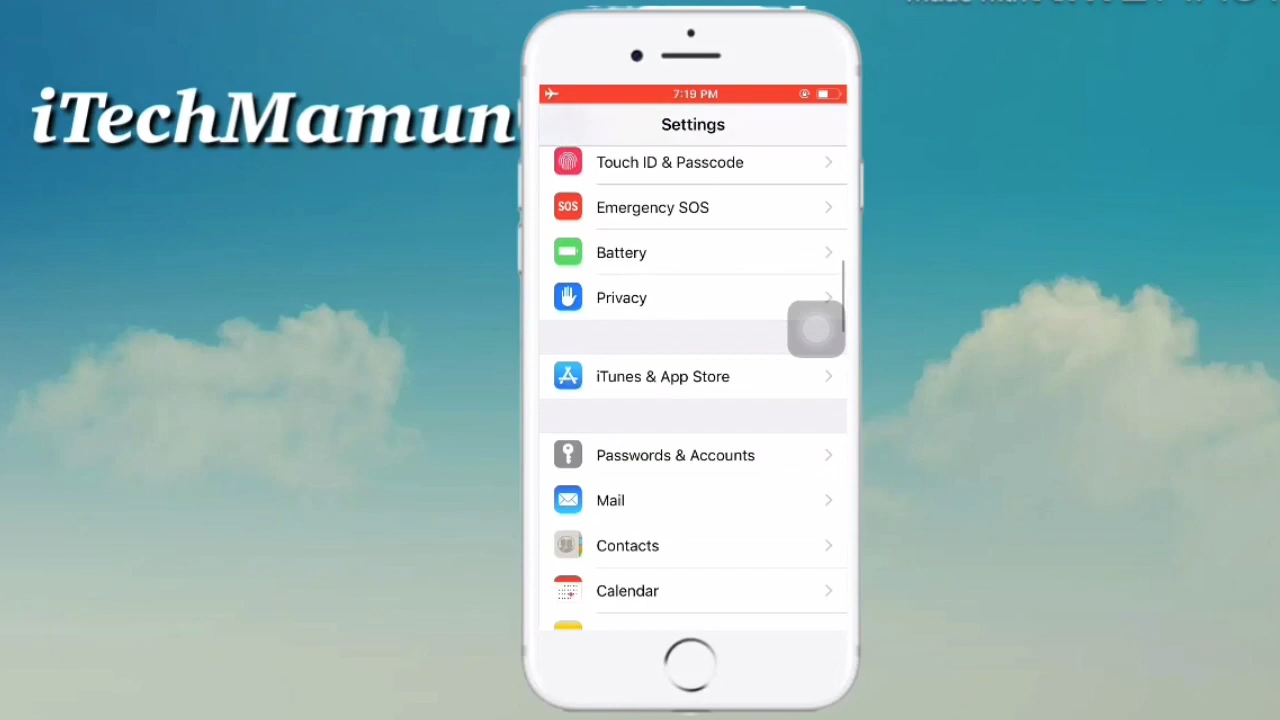 iTechMamun
7:19 PM
Settings
Touch ID & Passcode
SOS
Emergency SOS
Battery
Privacy
iTunes & App Store
Passwords & Accounts
Mail
Contacts
Calendar